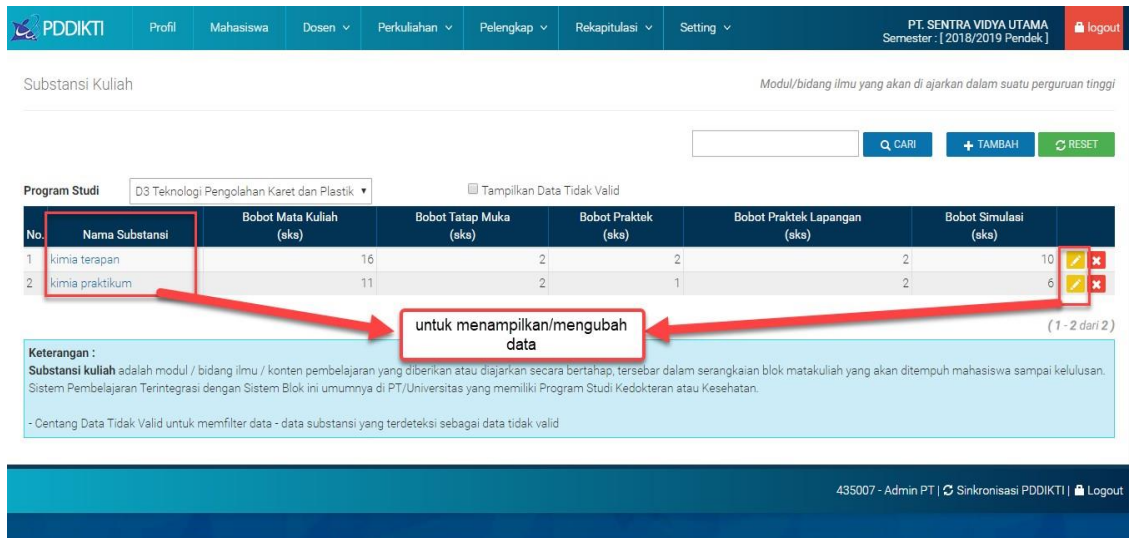 PDDIKTI Profil Mahasiswa Dosen Perkuliahan Pelengkap Rekapitulasi Setting PT. SENTRA VIDYA UTAMA logout
Semester : [ 2018/2019 Pendek ]
Substansi Kuliah Modul/bidang ilmu yang akan di ajarkan dalam suatu perguruan tinggi
CARI + TAMBAH RESET
Program Studi D3 Teknologi Pengolahan Karet dan Plastik Tampilkan Data Tidak Valid
No. Nama Substansi Bobot Mata Kuliah (sks) Bobot Tatap Muka (sks) Bobot Praktek (sks) Bobot Praktek Lapangan (sks) Bobot Simulasi (sks)
1 kimia terapan 16 2 2 2 10
2 kimia praktikum 11 2 1 2 6
untuk menampilkan/mengubah
data
( 1 - 2 dari 2 )
Keterangan :
Substansi kuliah adalah modul / bidang ilmu / konten pembelajaran yang diberikan atau diajarkan secara bertahap, tersebar dalam serangkaian blok matakuliah yang akan ditempuh mahasiswa sampai kelulusan.
Sistem Pembelajaran Terintegrasi dengan Sistem Blok ini umumnya di PT/Universitas yang memiliki Program Studi Kedokteran atau Kesehatan.
- Centang Data Tidak Valid untuk memfilter data - data substansi yang terdeteksi sebagai data tidak valid
435007 - Admin PT | Sinkronisasi PDDIKTI | Logout